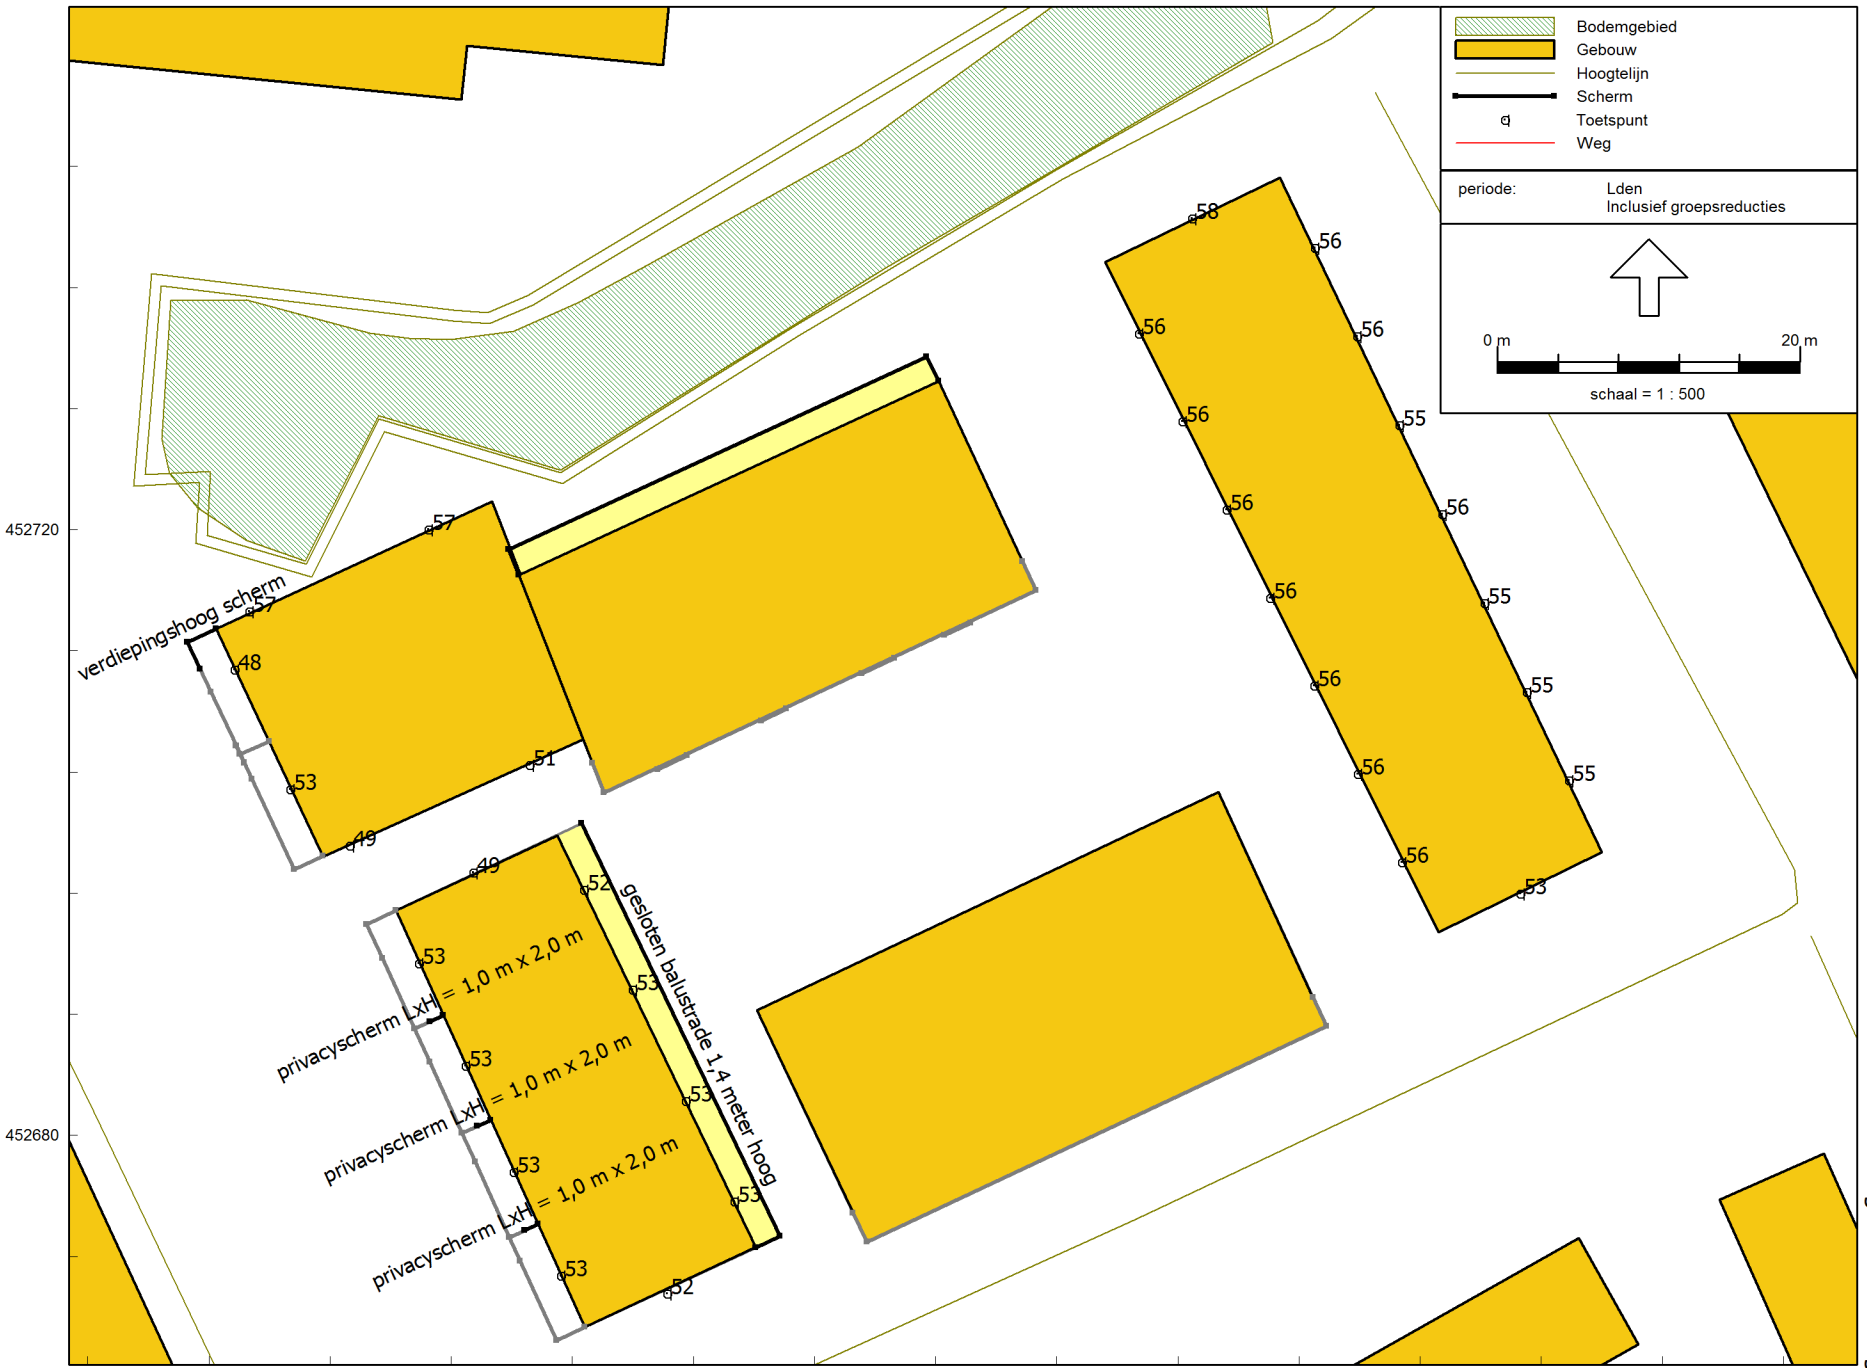 Bodemgebied
Gebouw
Hoogtelijn
Scherm
Toetspunt
Weg
periode: Lden
Inclusief groepsreducties
0 m 20 m
schaal = 1 : 500
58
56
56
56
56
55
452720
57
56
56
verdiepingshoog scherm
57
56
55
48
56
55
51
56
55
53
49
56
49
52
53
gesloten balustrade 1,4 meter hoog
53
privacyscherm LxH = 1,0 m x 2,0 m
53
53
privacyscherm LxH = 1,0 m x 2,0 m
53
452680
53
privacyscherm LxH = 1,0 m x 2,0 m
53
53
52